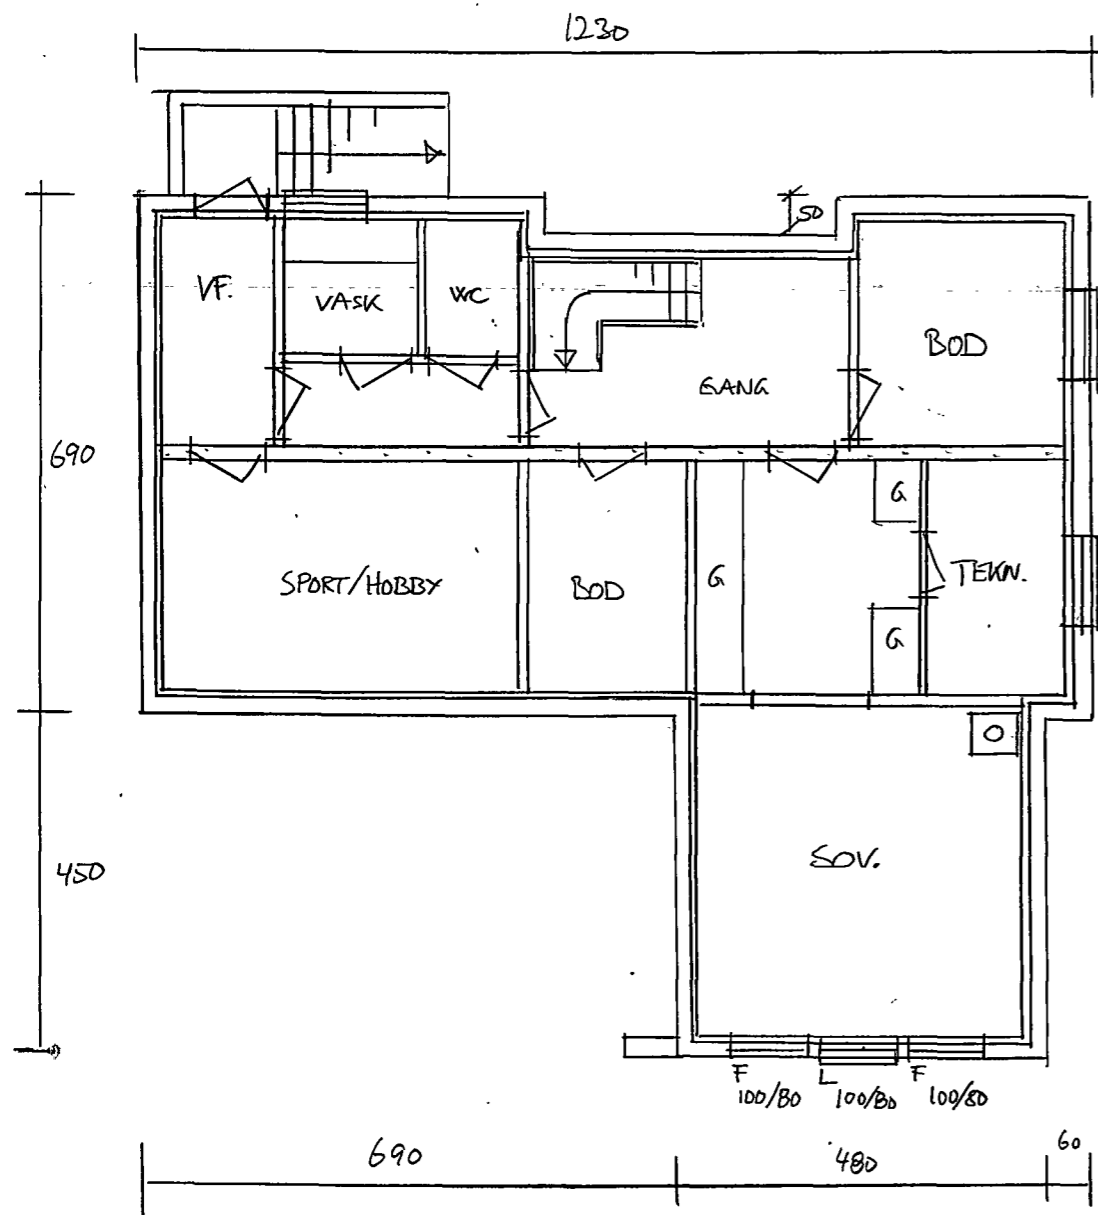 1230
50
VF.
VASK
WC
BOD
GANG
690
G
SPORT/HOBBY
BOD
G
TEKN.
G
O
450
SOV.
F
100/80
L
100/80
F
100/80
690
480
60